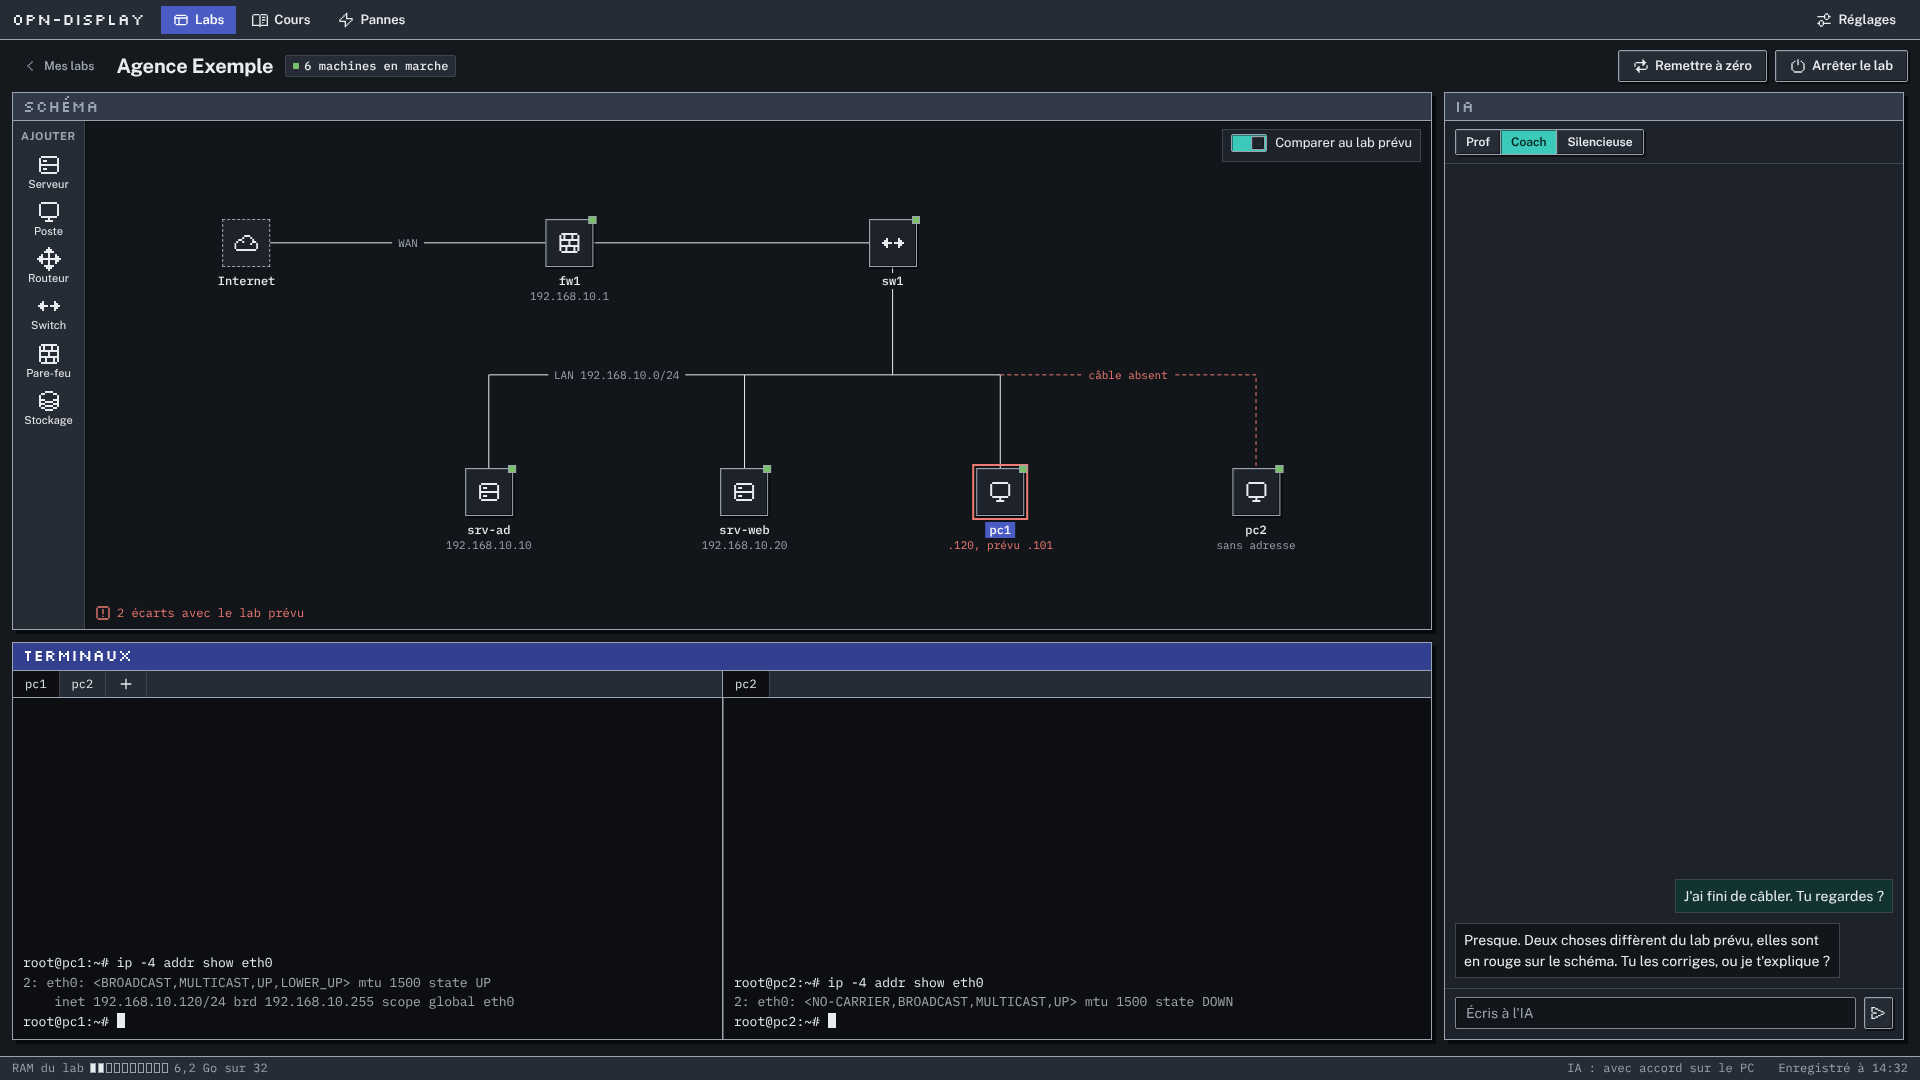 OPN-DISPLAY
Labs
Cours
Pannes
Réglages
Mes labs
Agence Exemple
6 machines en marche
Remettre à zéro
Arrêter le lab
SCHÉMA
AJOUTER
Serveur
Poste
Routeur
Switch
Pare-feu
Stockage
Comparer au lab prévu
WAN
Internet
fw1
192.168.10.1
sw1
LAN 192.168.10.0/24
câble absent
srv-ad
192.168.10.10
srv-web
192.168.10.20
pc1
.120, prévu .101
pc2
sans adresse
2 écarts avec le lab prévu
TERMINAUX
pc1
pc2
+
root@pc1:~# ip -4 addr show eth0
2: eth0: <BROADCAST,MULTICAST,UP,LOWER_UP> mtu 1500 state UP
inet 192.168.10.120/24 brd 192.168.10.255 scope global eth0
root@pc1:~#
pc2
root@pc2:~# ip -4 addr show eth0
2: eth0: <NO-CARRIER,BROADCAST,MULTICAST,UP> mtu 1500 state DOWN
root@pc2:~#
IA
Prof
Coach
Silencieuse
J'ai fini de câbler. Tu regardes ?
Presque. Deux choses diffèrent du lab prévu, elles sont
en rouge sur le schéma. Tu les corriges, ou je t'explique ?
Écris à l'IA
RAM du lab
6,2 Go sur 32
IA : avec accord sur le PC
Enregistré à 14:32